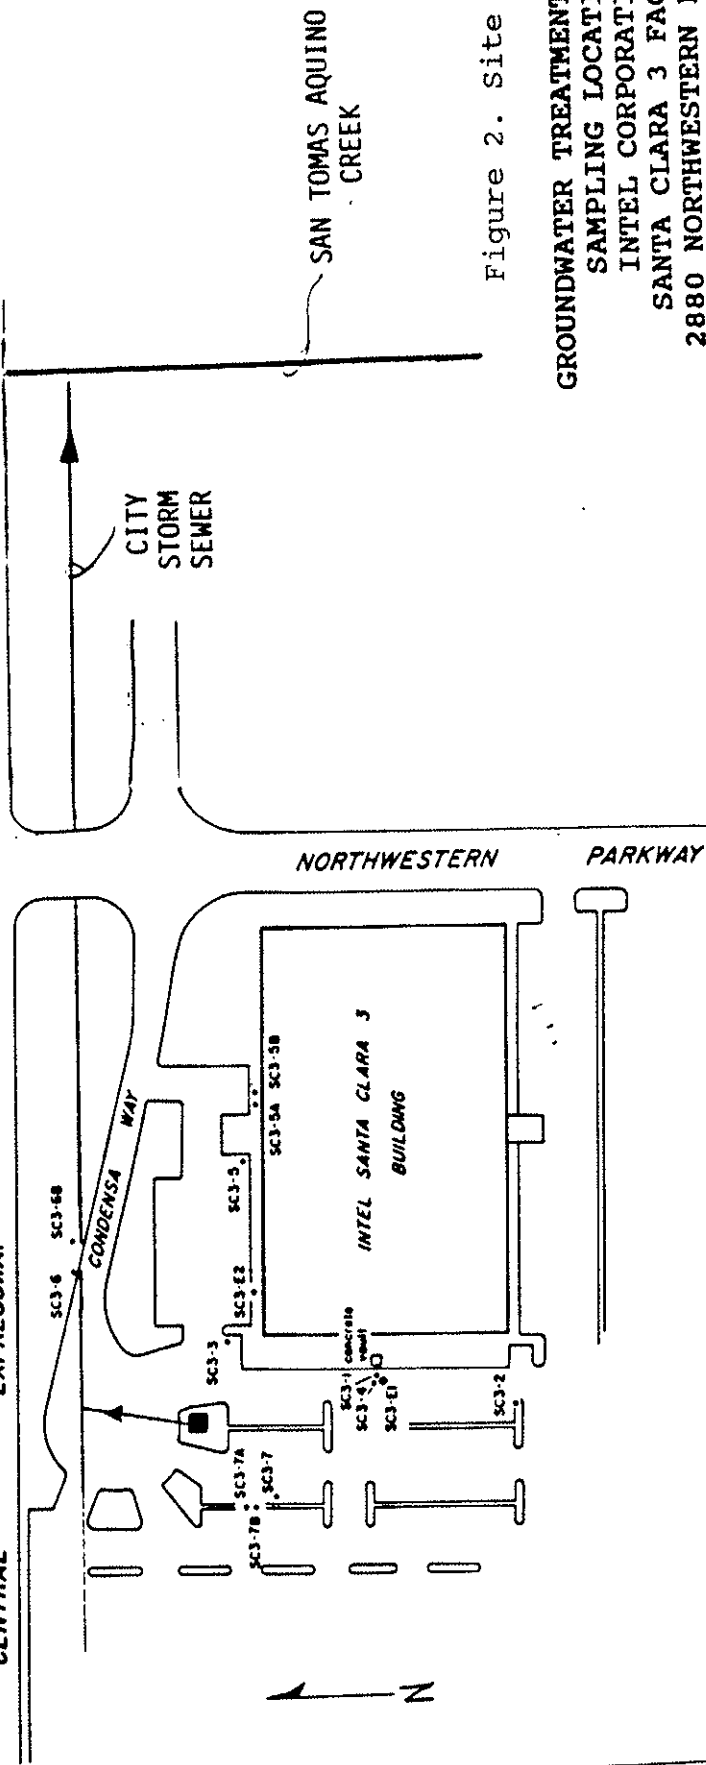 CENTRAL
EXPRESSWAY
SC3-6
SC3-6B
CONDENSA WAY
SC3-3
SC3-E2
SC3-5
SC3-5A SC3-5B
SC3-7A
SC3-7
SC3-7B
SC3-1
concrete
vault
SC3-4
SC3-E1
SC3-2
INTEL SANTA CLARA 3
BUILDING
NORTHWESTERN PARKWAY
N
CITY
STORM
SEWER
SAN TOMAS AQUINO
CREEK
Figure 2. Site
GROUNDWATER TREATMENT
SAMPLING LOCATI
INTEL CORPORATI
SANTA CLARA 3 FAC
2880 NORTHWESTERN